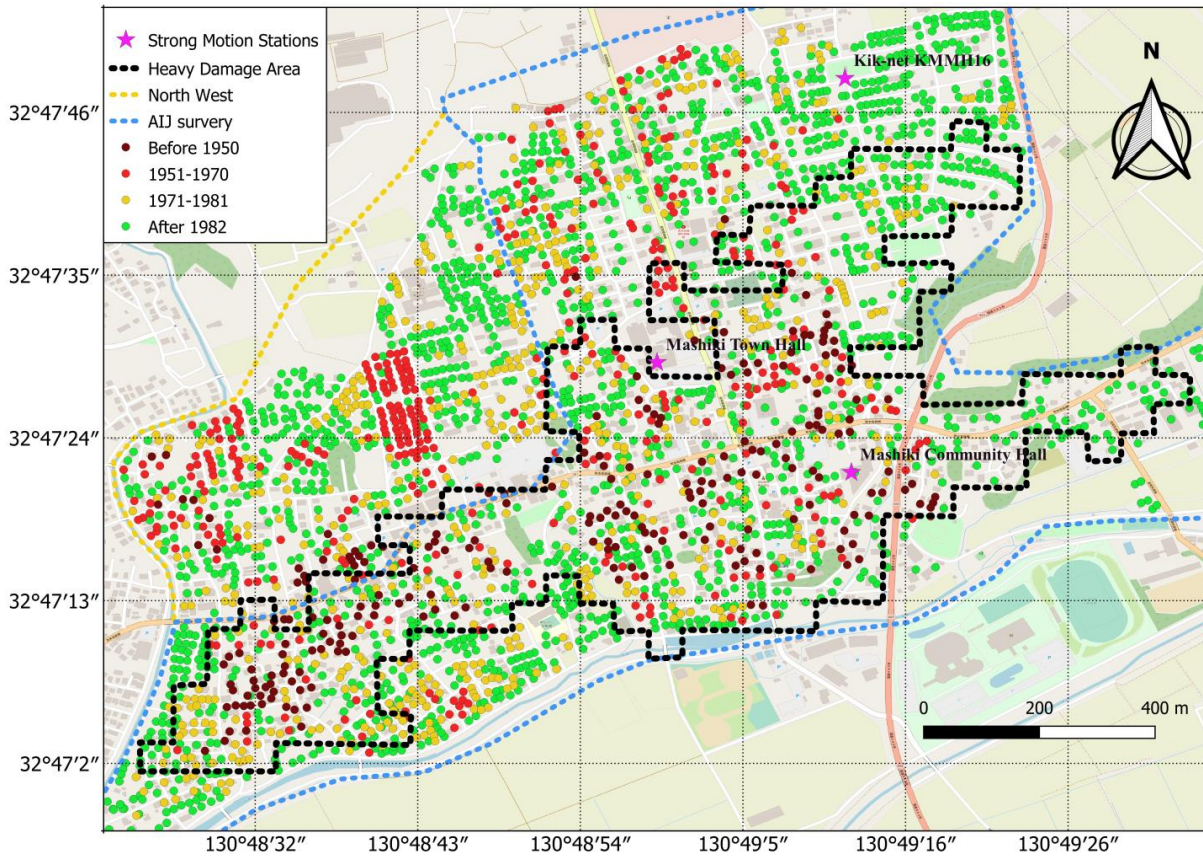 Strong Motion Stations
Heavy Damage Area
North West
AIJ survery
Before 1950
1951-1970
1971-1981
After 1982
Kik-net KMMH16
N
32°47'46″
32°47'35″
Mashiki Town Hall
32°47'24″
Mashiki Community Hall
32°47'13″
32°47'2″
0 200 400 m
130°48'32″ 130°48'43″ 130°48'54″ 130°49'5″ 130°49'16″ 130°49'26″